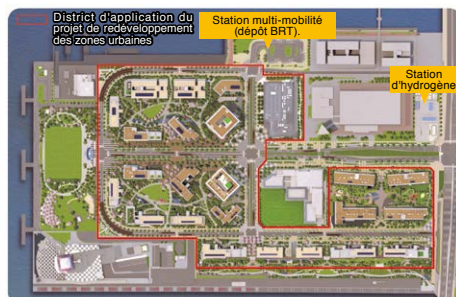 District d'application du
projet de redéveloppement
des zones urbaines
Station multi-mobilité
(dépôt BRT).
Station
d'hydrogène